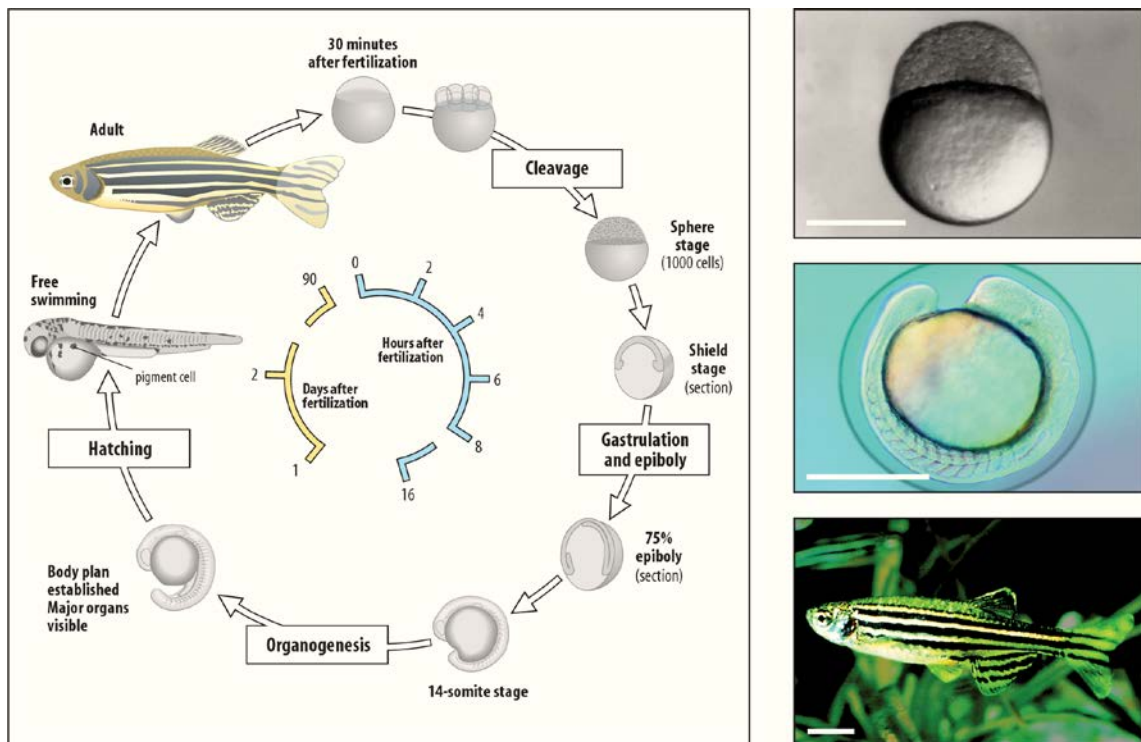 30 minutes
after fertilization
Adult
Cleavage
Sphere
stage
(1000 cells)
Free
swimming
pigment cell
90
0
2
4
Hours after
fertilization
6
2
Days after
fertilization
8
1
16
Shield
stage
(section)
Hatching
Gastrulation
and epiboly
75%
epiboly
(section)
Body plan
established
Major organs
visible
Organogenesis
14-somite stage